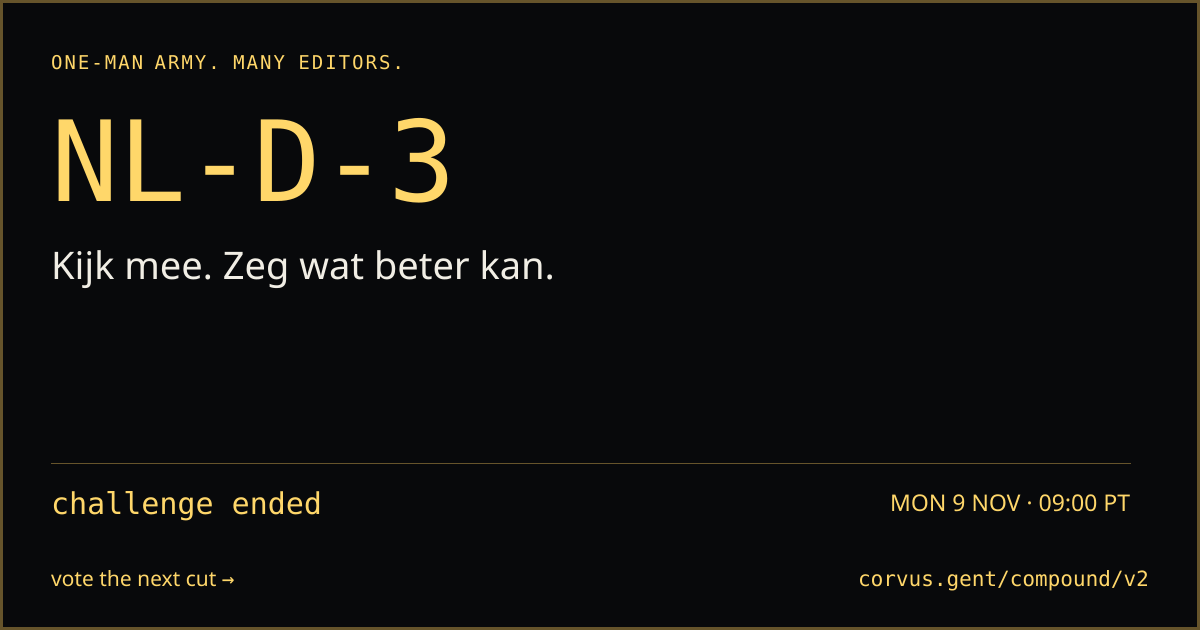 ONE-MAN ARMY. MANY EDITORS.
NL-D-3
Kijk mee. Zeg wat beter kan.
challenge ended
MON 9 NOV · 09:00 PT
vote the next cut →
corvus.gent/compound/v2